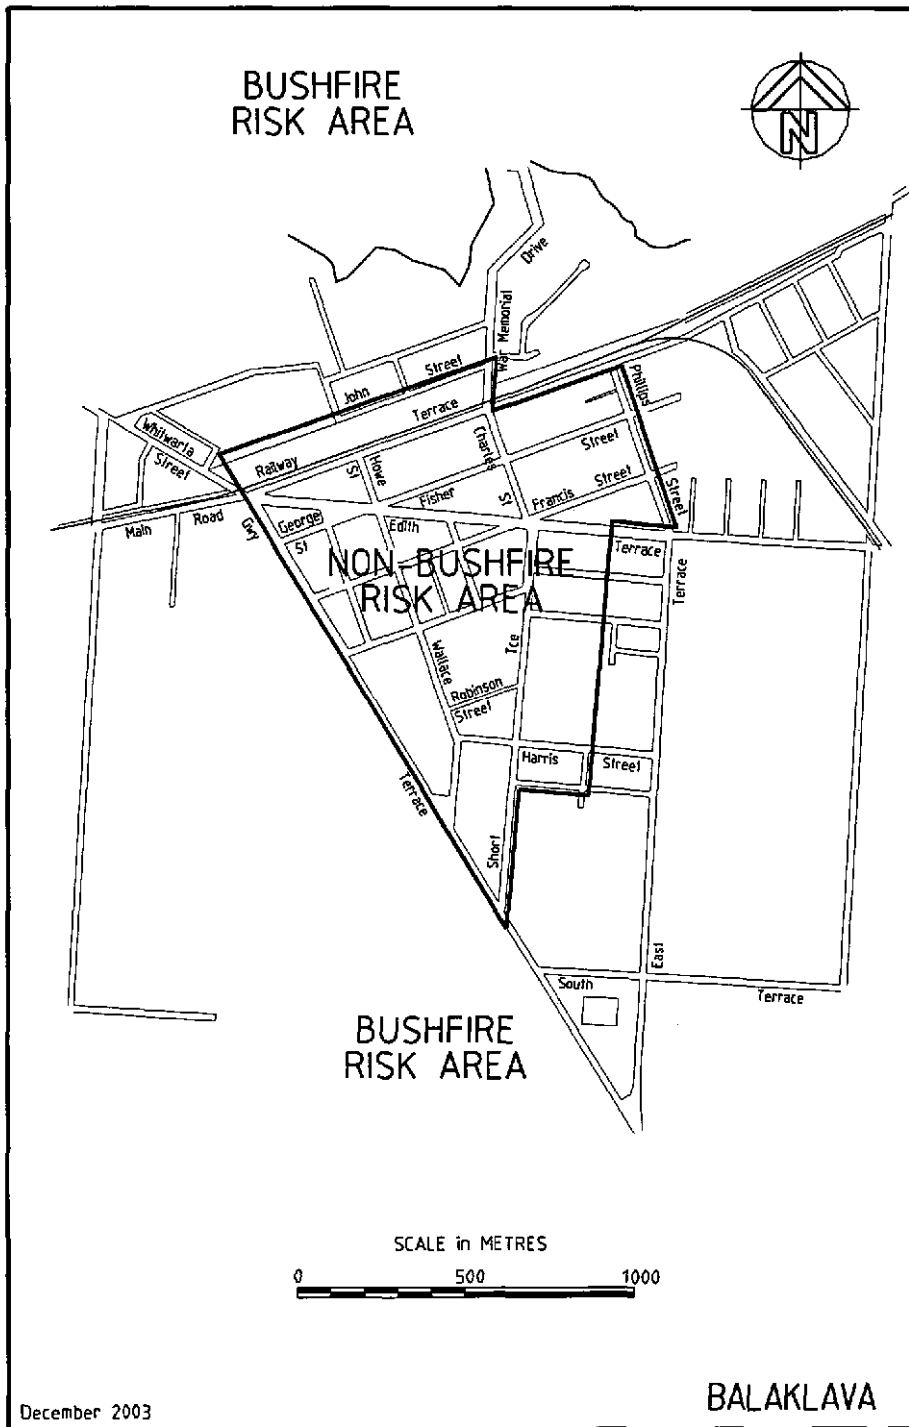 BUSHFIRE
RISK AREA
N
Drive
War Memorial
Street
John
Phillips
Terrace
Whitwarta
Street
Railway
Howe
St
Charles
St
Street
Fisher
Francis
Street
Street
Main
Road
Gwy
George
St
Edith
Terrace
NON-BUSHFIRE
RISK AREA
Terrace
Wallace
Tce
Robinson
Street
Harris
Street
Terrace
Short
East
South
Terrace
BUSHFIRE
RISK AREA
SCALE in METRES
0 500 1000
BALAKLAVA
December 2003